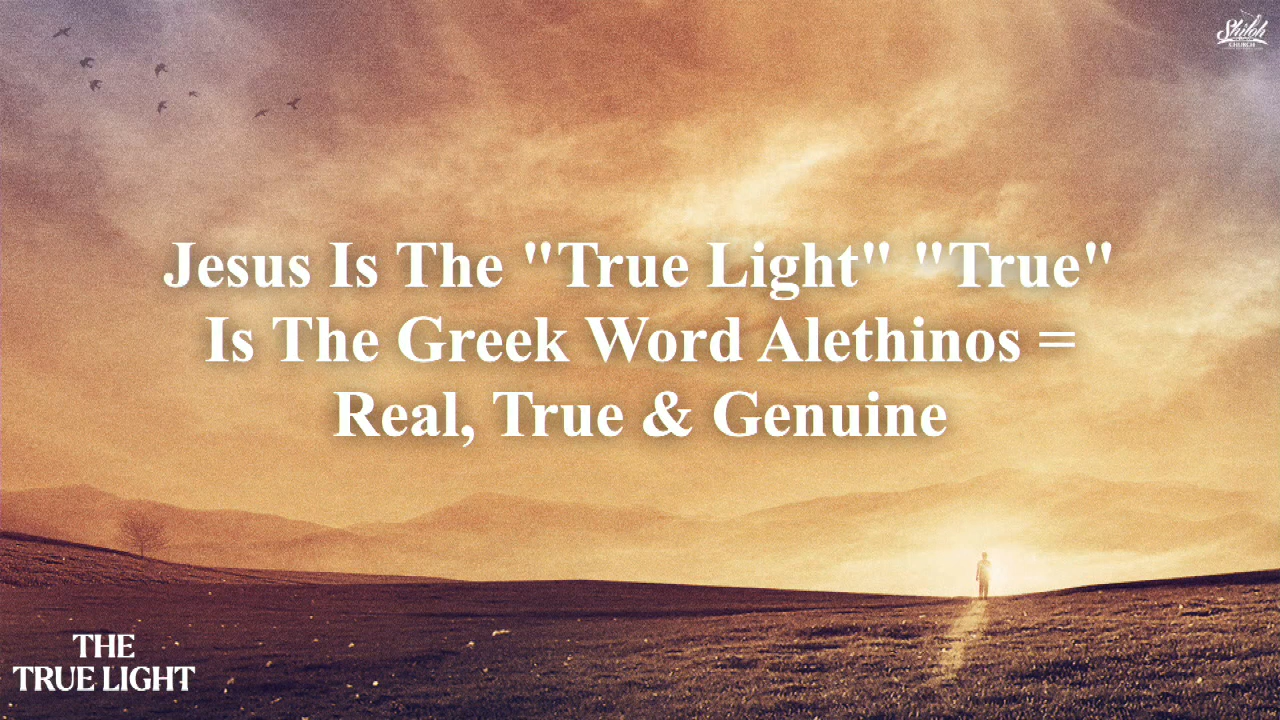 Shiloh
CHURCH
Jesus Is The "True Light" "True"
Is The Greek Word Alethinos =
Real, True & Genuine
THE
TRUE LIGHT